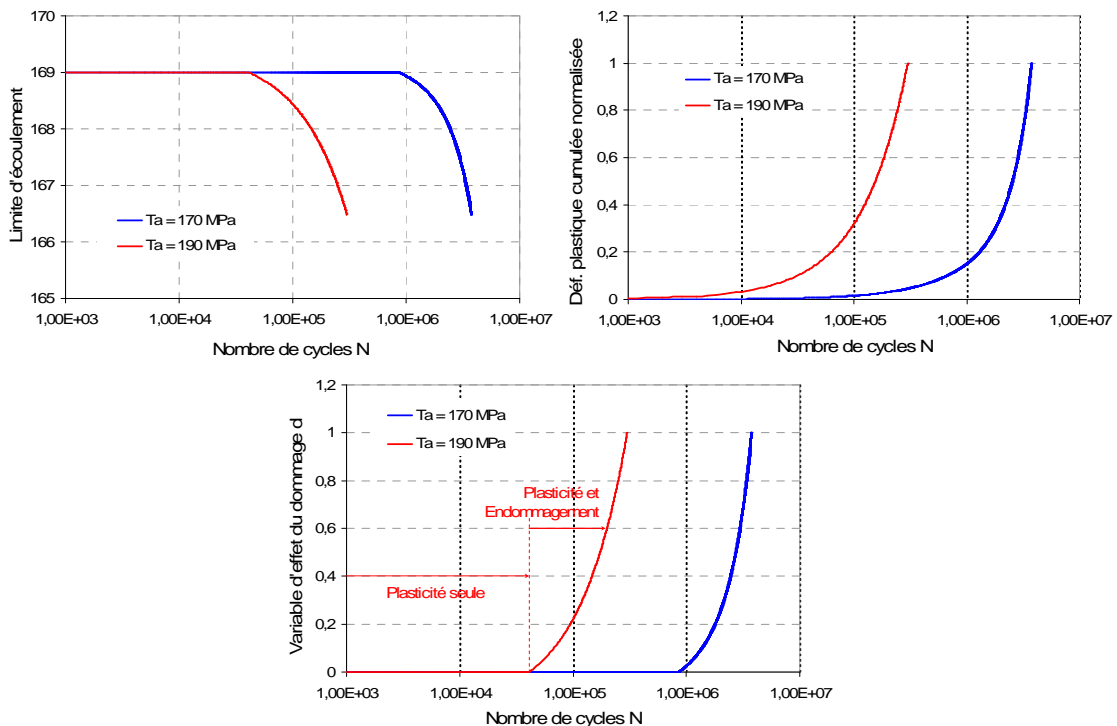 170
169
168
167
166
165
Limite d'écoulement
Ta = 170 MPa
Ta = 190 MPa
1,00E+03
1,00E+04
1,00E+05
1,00E+06
1,00E+07
Nombre de cycles N
1,2
1
0,8
0,6
0,4
0,2
0
Déf. plastique cumulée normalisée
Ta = 170 MPa
Ta = 190 MPa
1,00E+03
1,00E+04
1,00E+05
1,00E+06
1,00E+07
Nombre de cycles N
1,2
1
0,8
0,6
0,4
0,2
0
Variable d'effet du dommage d
Ta = 170 MPa
Ta = 190 MPa
Plasticité et
Endommagement
Plasticité seule
1,00E+03
1,00E+04
1,00E+05
1,00E+06
1,00E+07
Nombre de cycles N